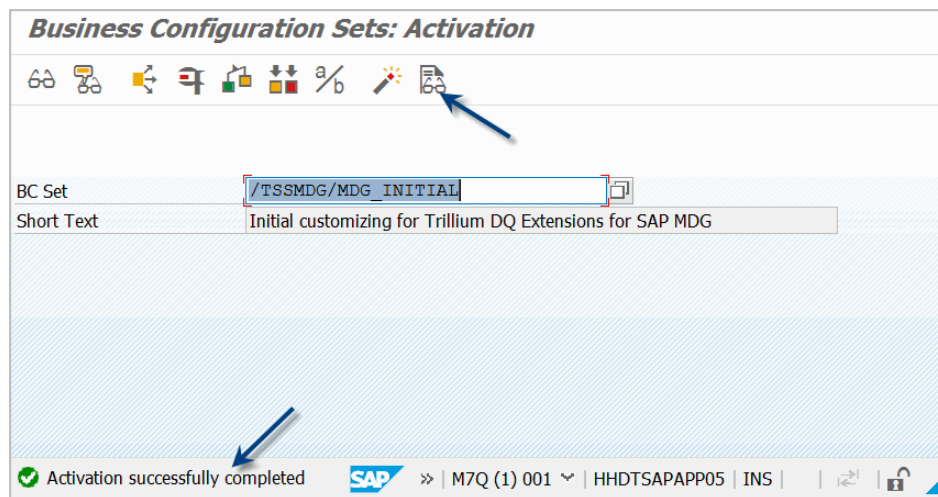 Business Configuration Sets: Activation
a/b
BC Set /TSSMDG/MDG_INITIAL
Short Text Initial customizing for Trillium DQ Extensions for SAP MDG
Activation successfully completed SAP » | M7Q (1) 001 | HHDTSAPAPP05 | INS |